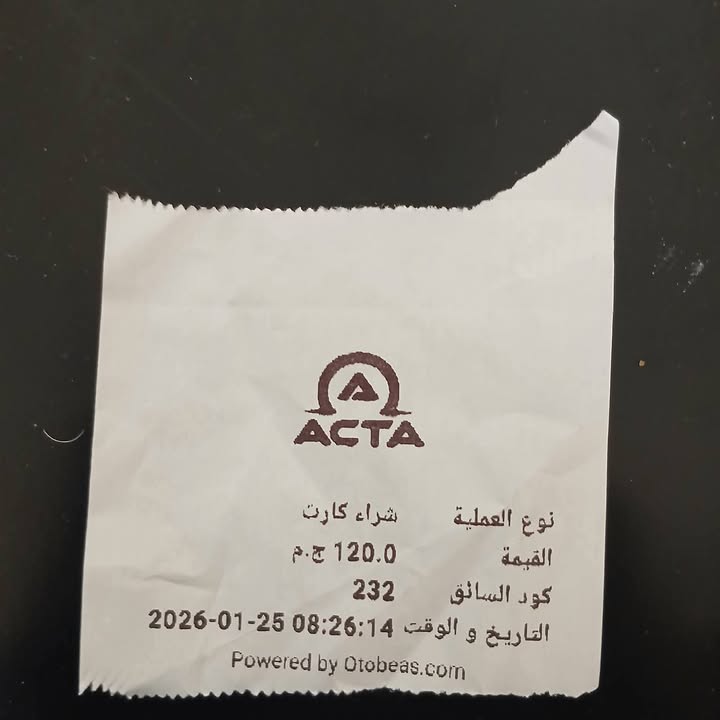 ACTA
نوع العملية شراء كارت
القيمة 120.0 ج.م
كود السائق 232
التاريخ و الوقت 2026-01-25 08:26:14
Powered by Otobeas.com